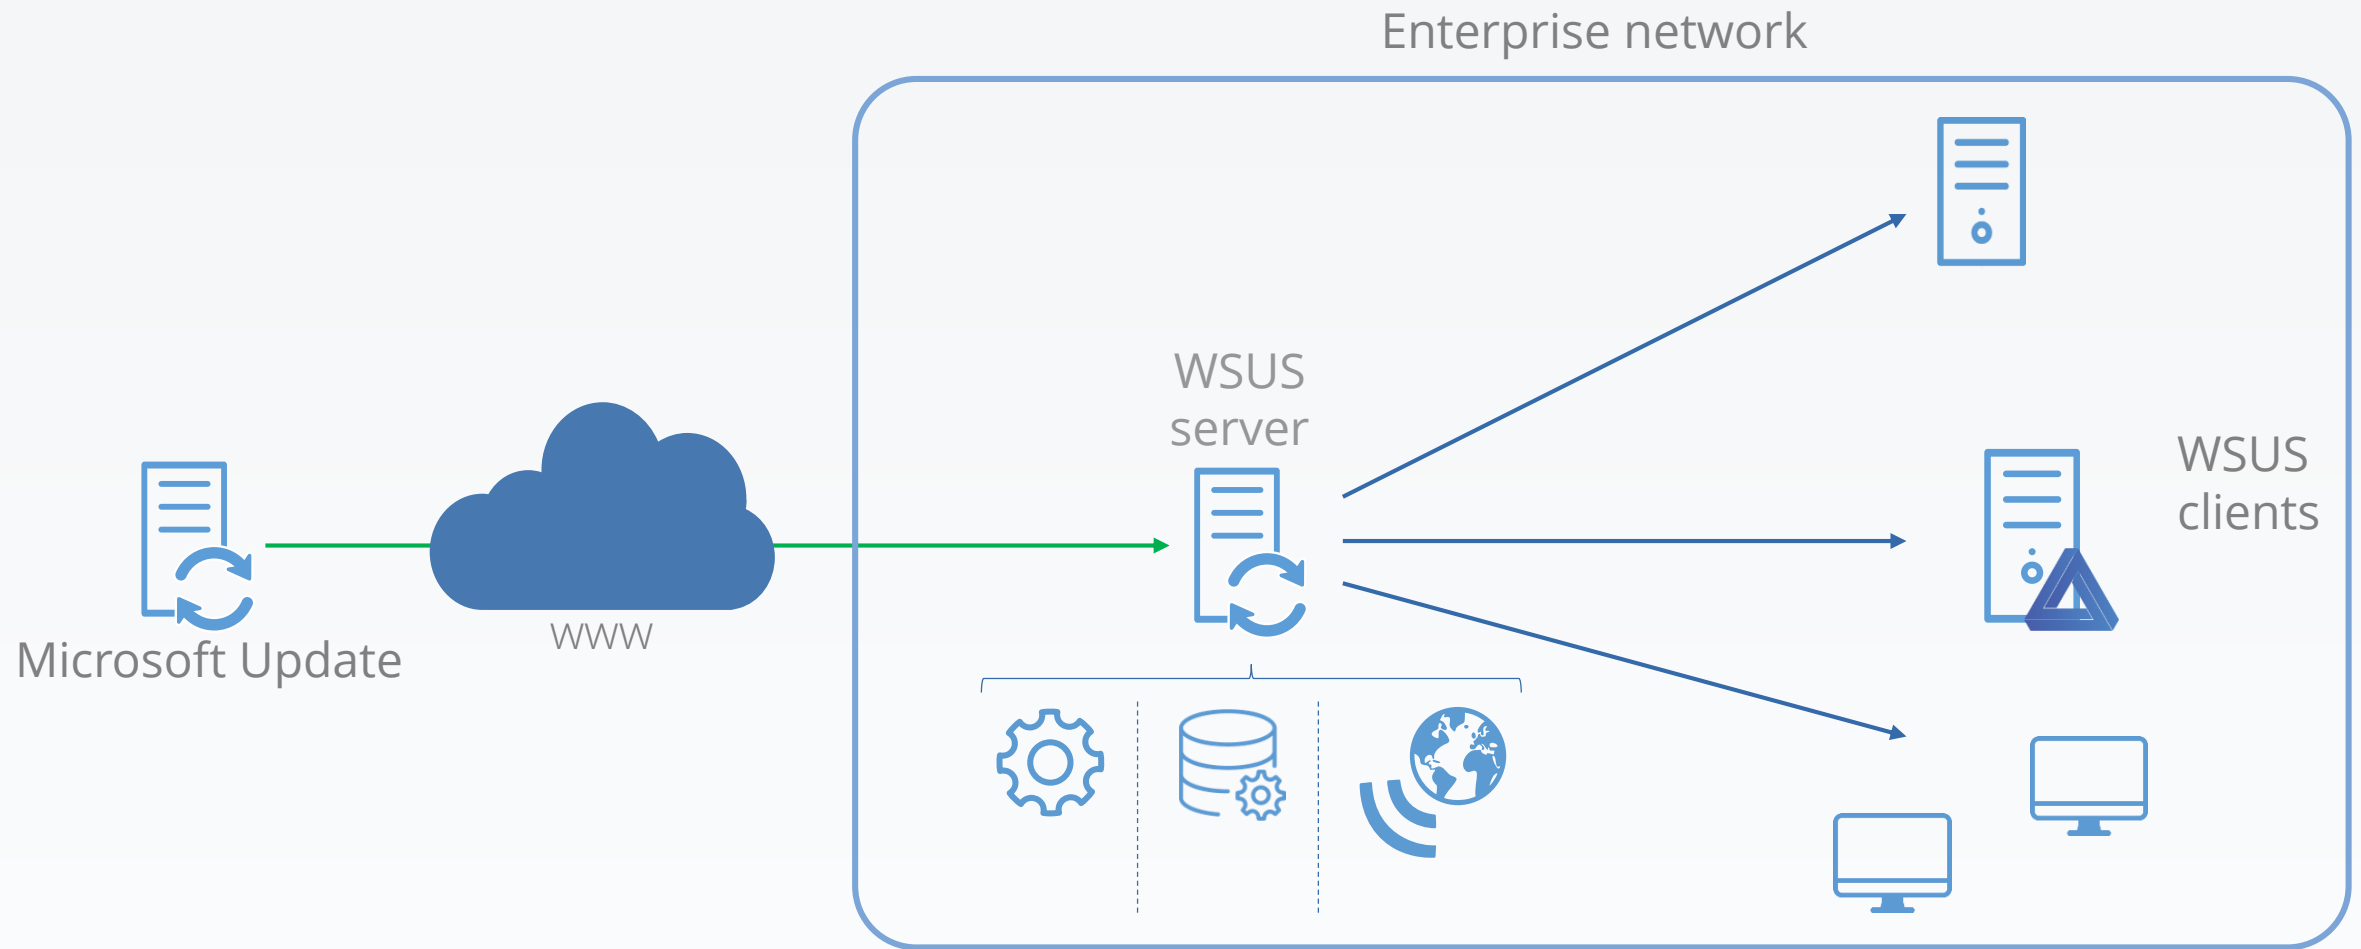 Enterprise network
WSUS
server
WSUS
clients
WWW
Microsoft Update